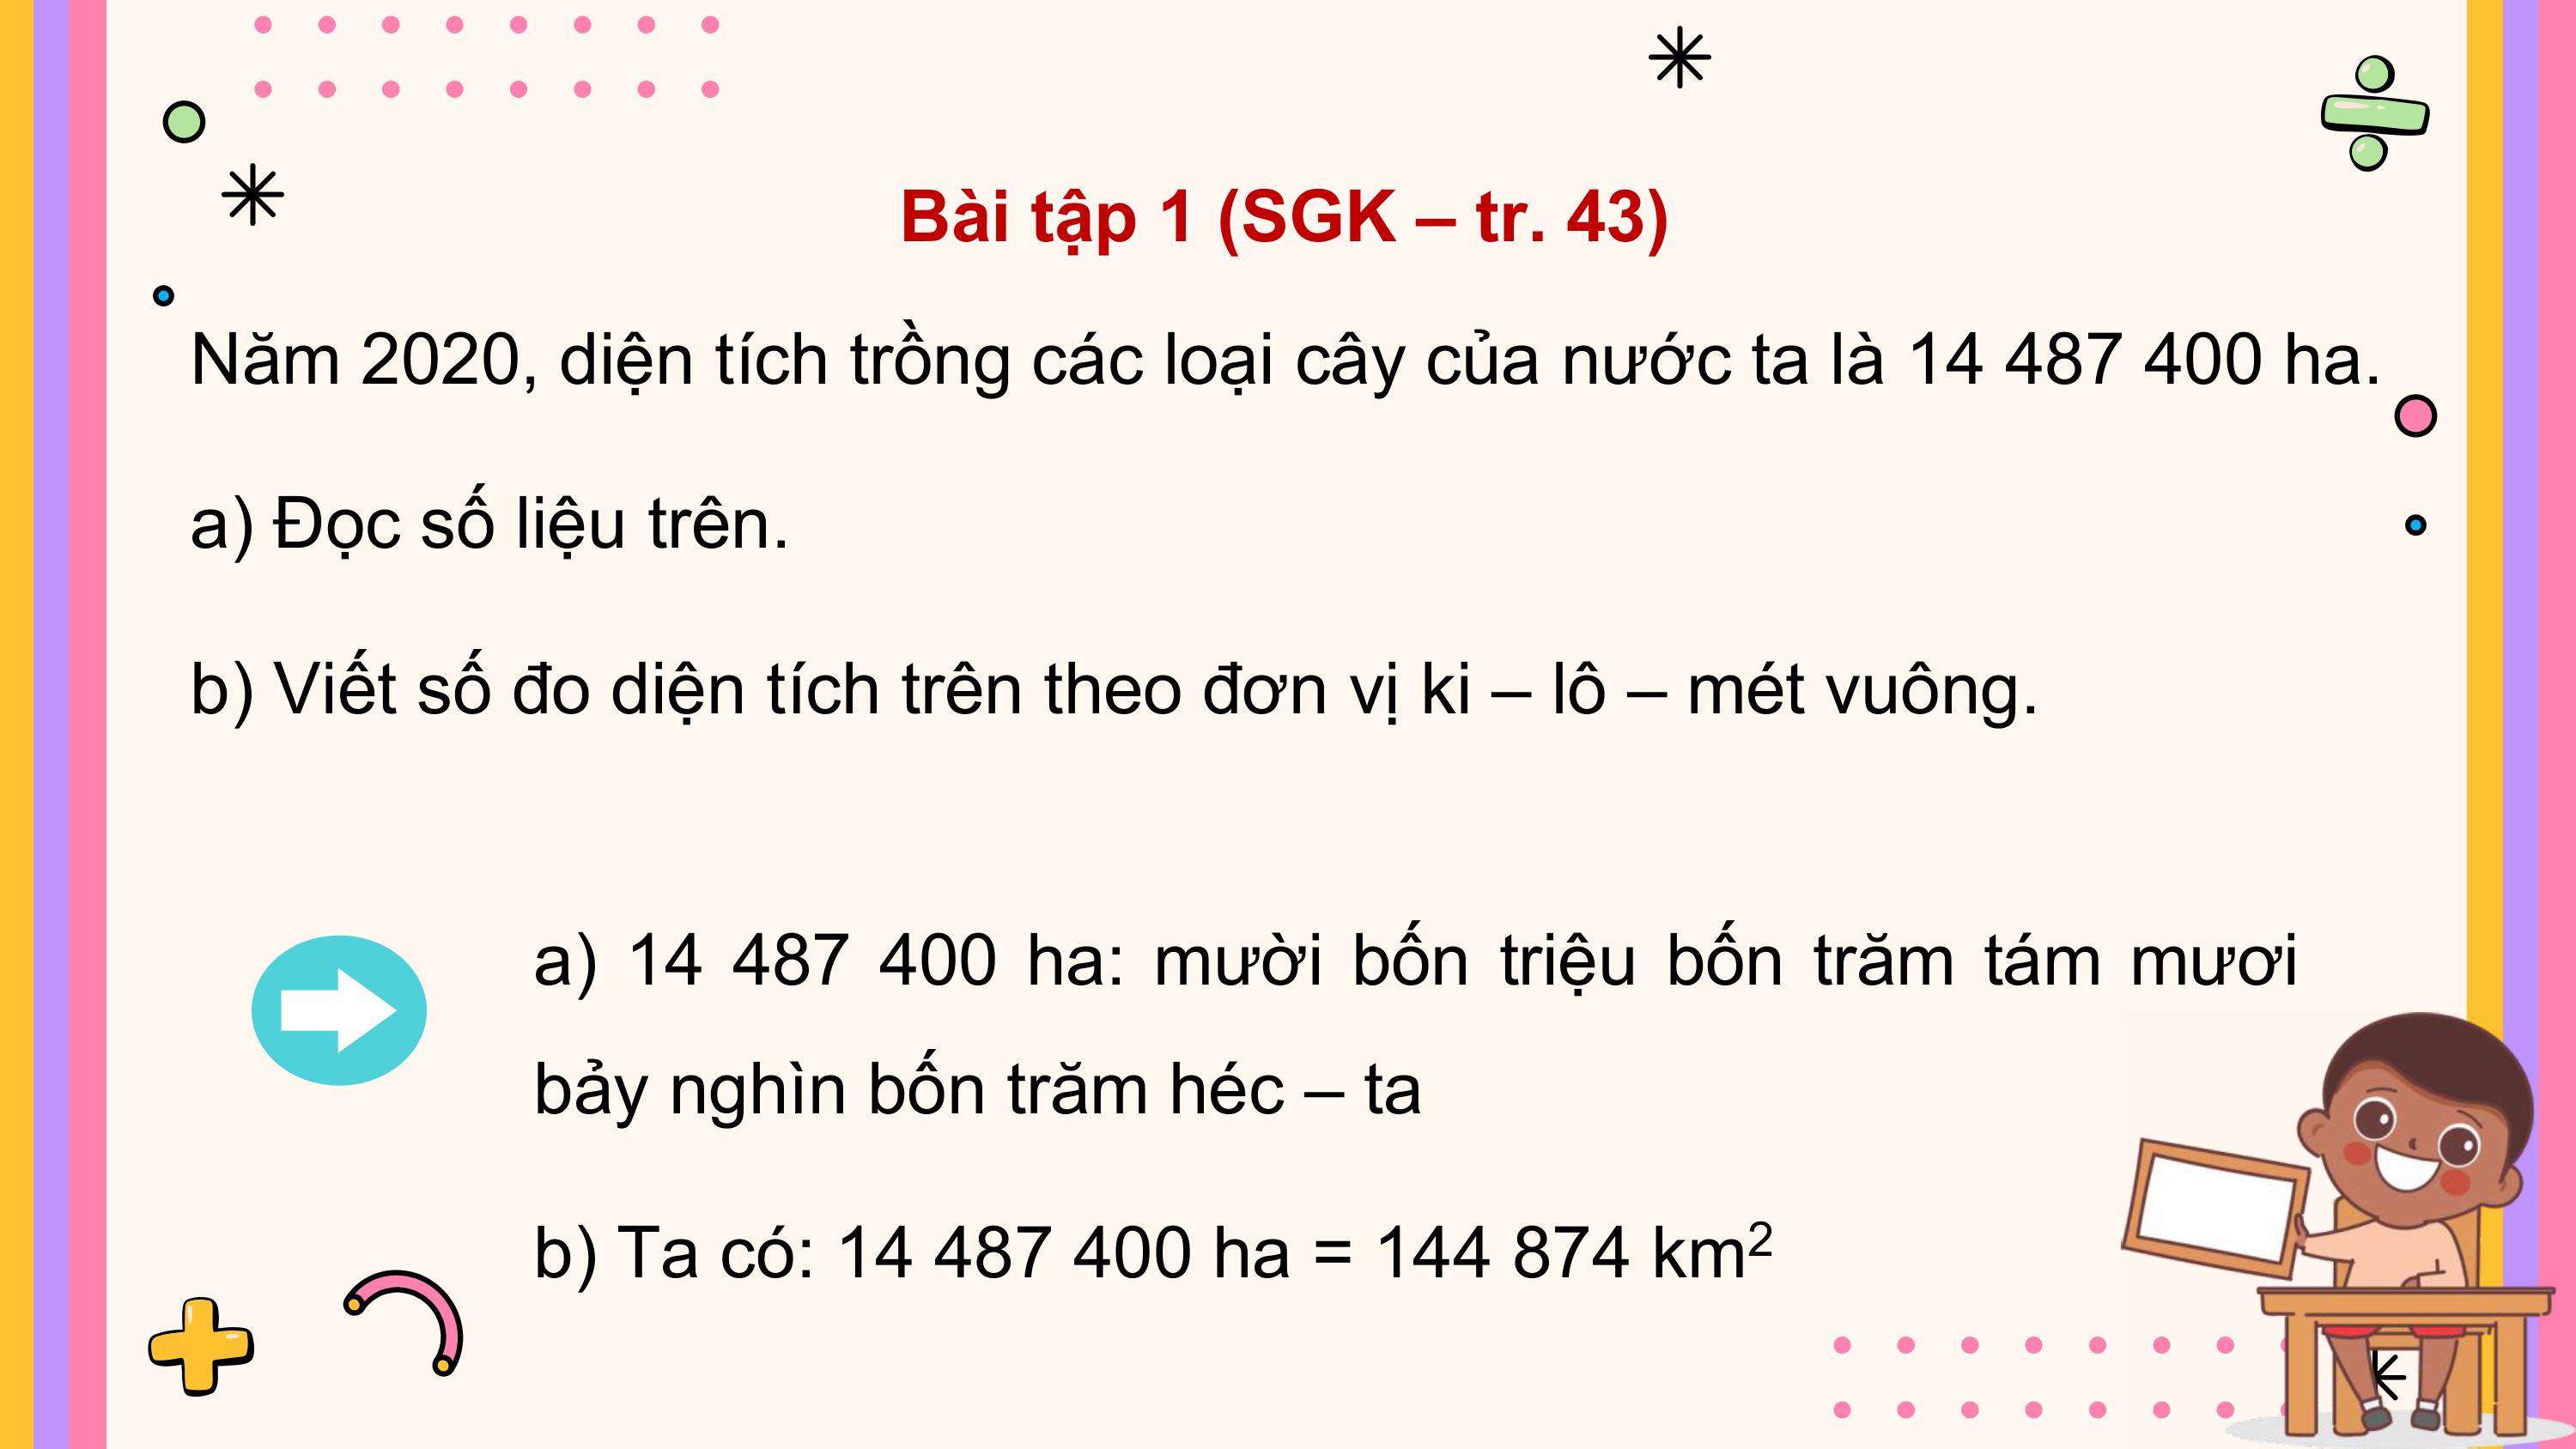 Bài tập 1 (SGK – tr. 43)
Năm 2020, diện tích trồng các loại cây của nước ta là 14 487 400 ha.
a) Đọc số liệu trên.
b) Viết số đo diện tích trên theo đơn vị ki – lô – mét vuông.
a) 14 487 400 ha: mười bốn triệu bốn trăm tám mươi
bảy nghìn bốn trăm héc – ta
b) Ta có: 14 487 400 ha = 144 874 km²